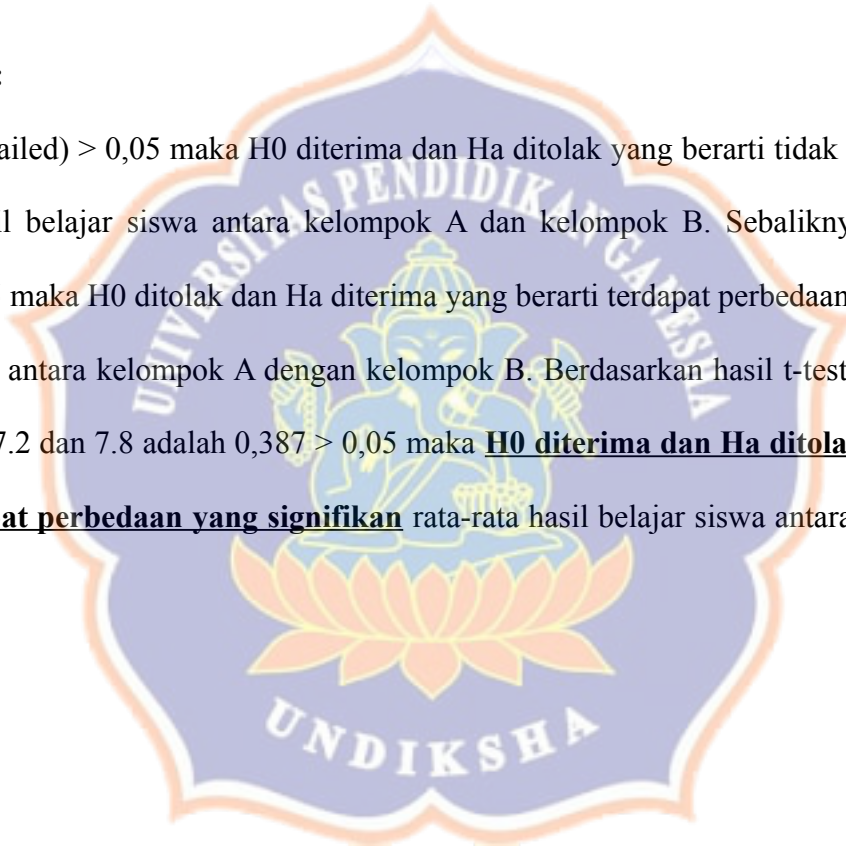 :
ailed) > 0,05 maka H0 diterima dan Ha ditolak yang berarti tidak
l belajar siswa antara kelompok A dan kelompok B. Sebalikny
maka H0 ditolak dan Ha diterima yang berarti terdapat perbedaan
antara kelompok A dengan kelompok B. Berdasarkan hasil t-test
7.2 dan 7.8 adalah 0,387 > 0,05 maka H0 diterima dan Ha ditola
at perbedaan yang signifikan rata-rata hasil belajar siswa antara
UNIVERSITAS PENDIDIKAN GANESHA
UNDIKSHA